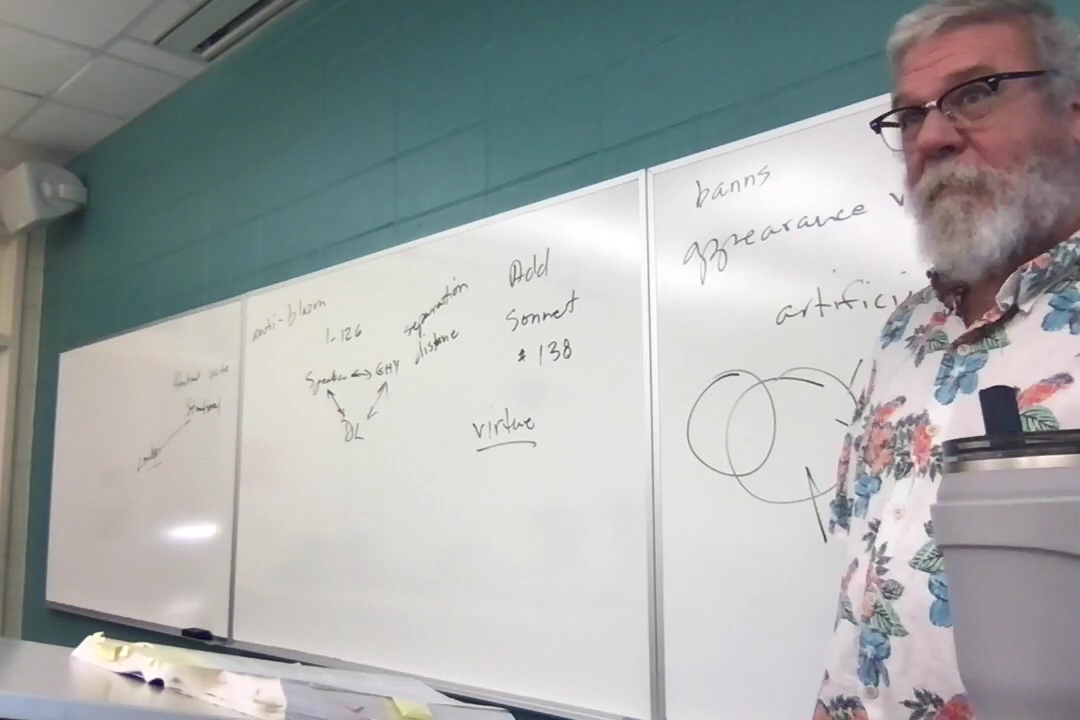 anti-blazon
1-126
Speaker ↔ GHY
DL
separation
distance
Add
Sonnet
# 138
virtue
banns
appearance v
artifici